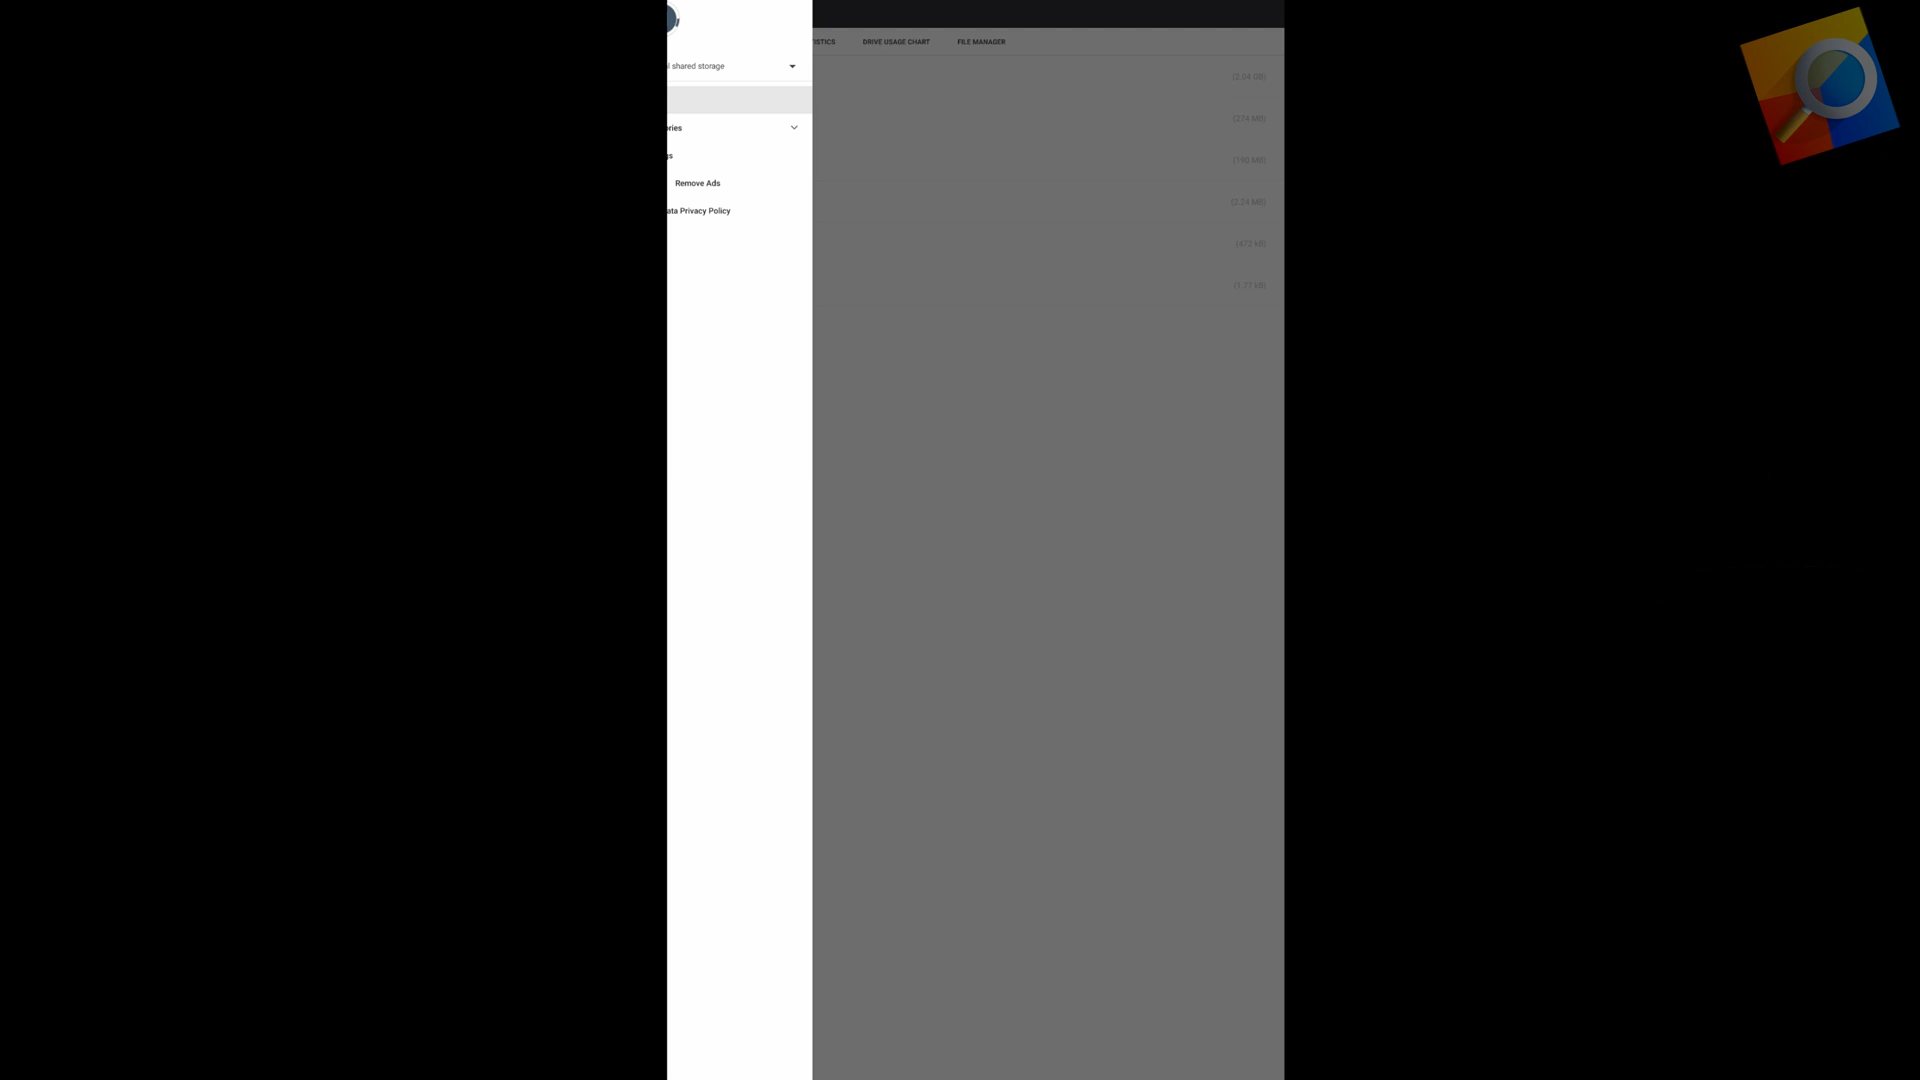 l shared storage
ries
gs
Remove Ads
ata Privacy Policy
ISTICS DRIVE USAGE CHART FILE MANAGER
(2.04 GB)
(274 MB)
(190 MB)
(2.24 MB)
(472 kB)
(1.77 kB)